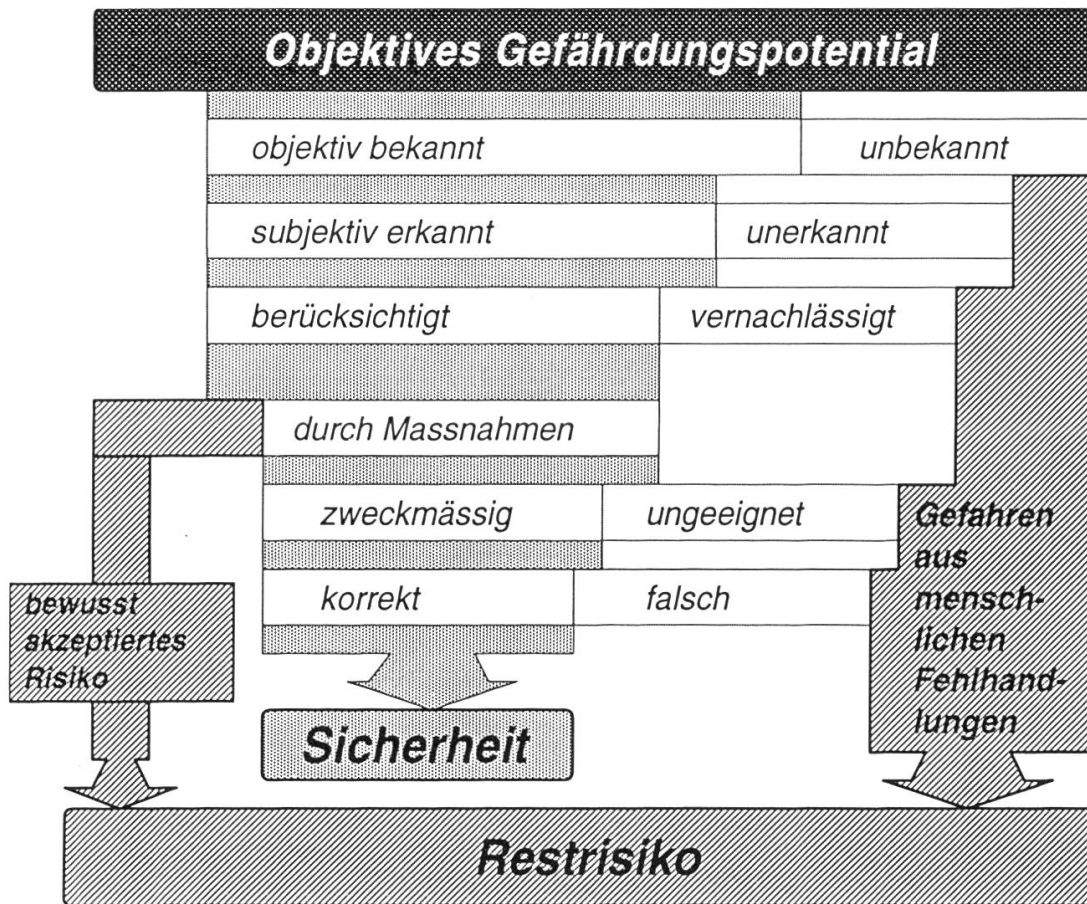 Objektives Gefährdungspotential
objektiv bekannt unbekannt
subjektiv erkannt unerkannt
berücksichtigt vernachlässigt
durch Massnahmen
zweckmässig ungeeignet
korrekt falsch
Gefahren
aus
mensch-
lichen
Fehlhand-
lungen
bewusst
akzeptiertes
Risiko
Sicherheit
Restrisiko